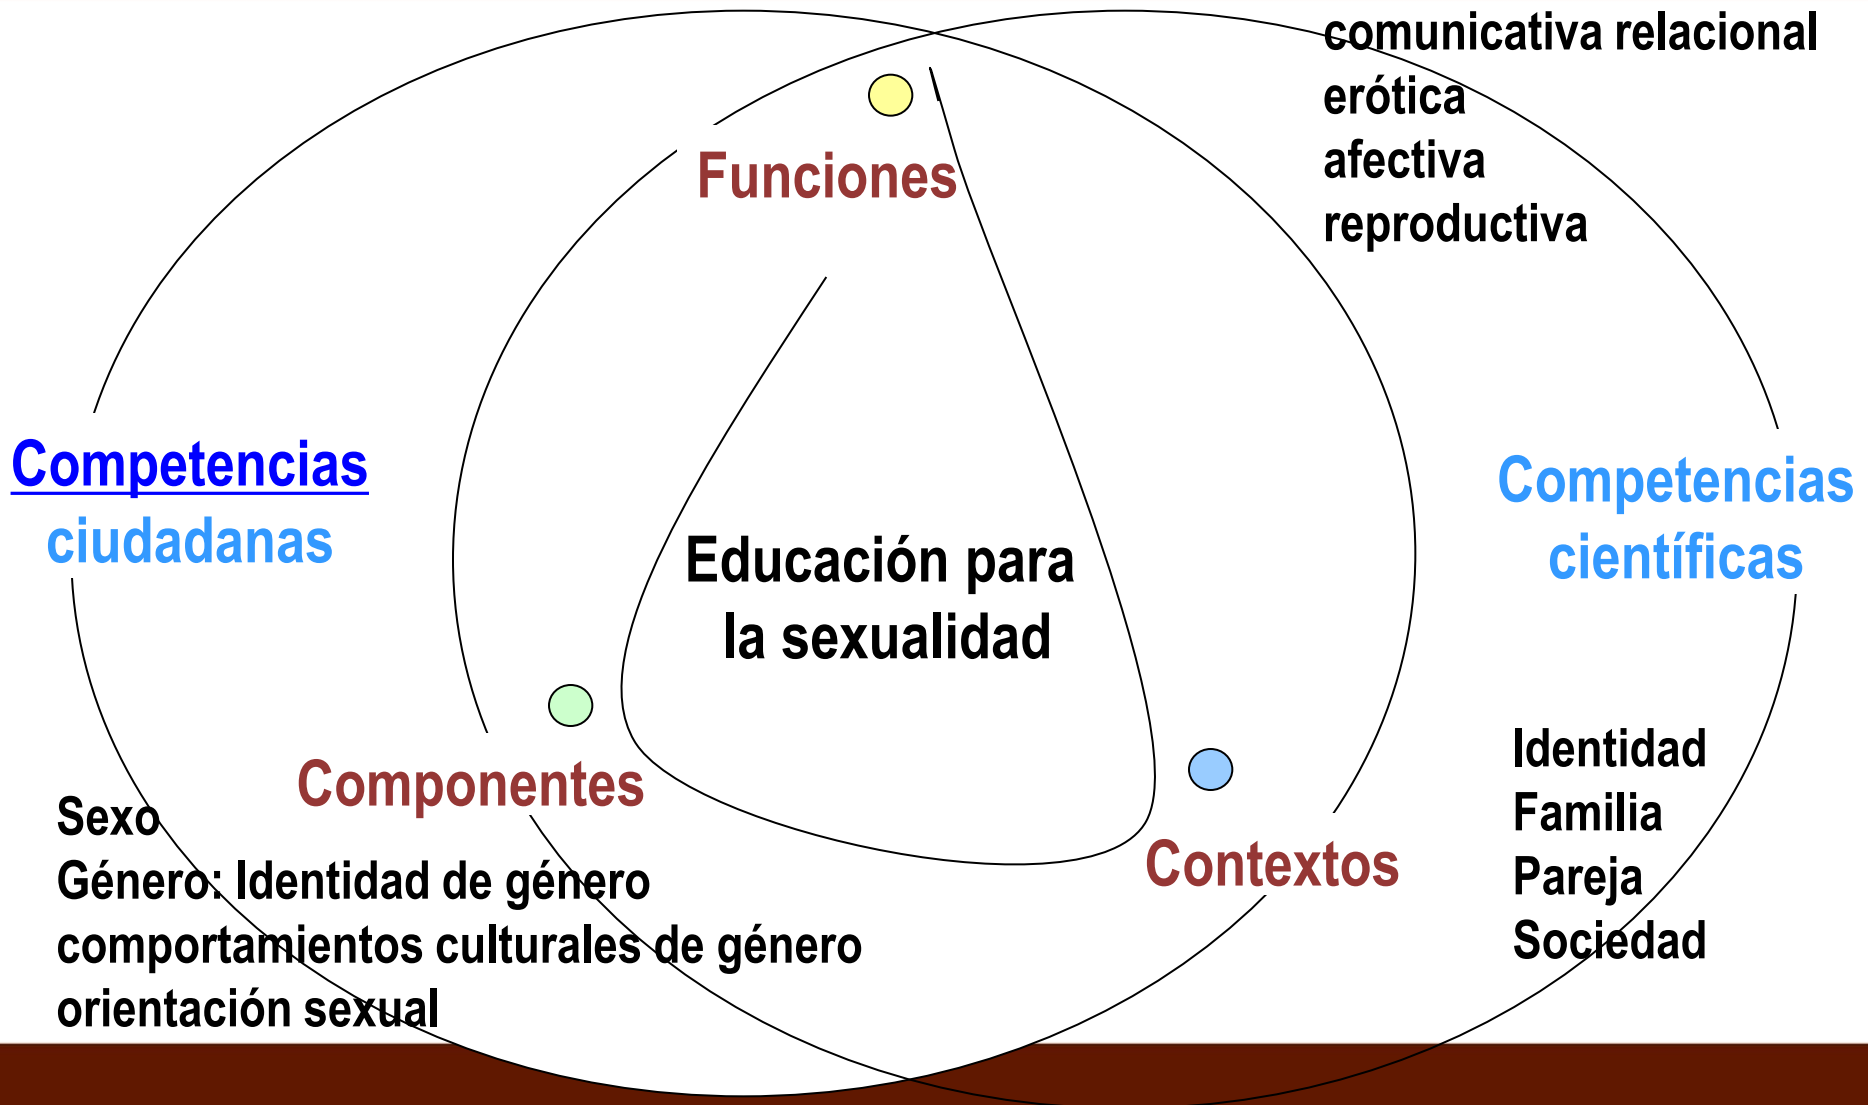 comunicativa relacional
erótica
afectiva
reproductiva
Funciones
Competencias
ciudadanas
Competencias
científicas
Educación para
la sexualidad
Componentes
Contextos
Sexo
Género: Identidad de género
comportamientos culturales de género
orientación sexual
Identidad
Familia
Pareja
Sociedad